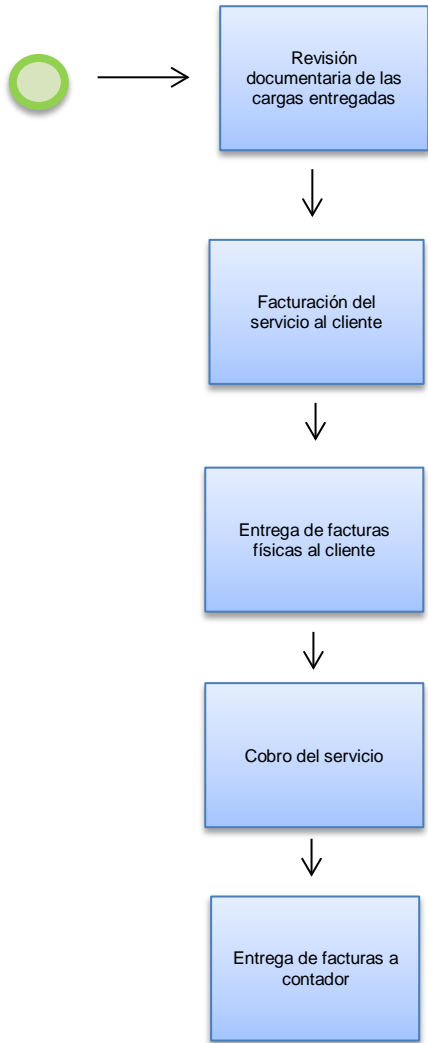 Revisión
documentaria de las
cargas entregadas
Facturación del
servicio al cliente
Entrega de facturas
físicas al cliente
Cobro del servicio
Entrega de facturas a
contador